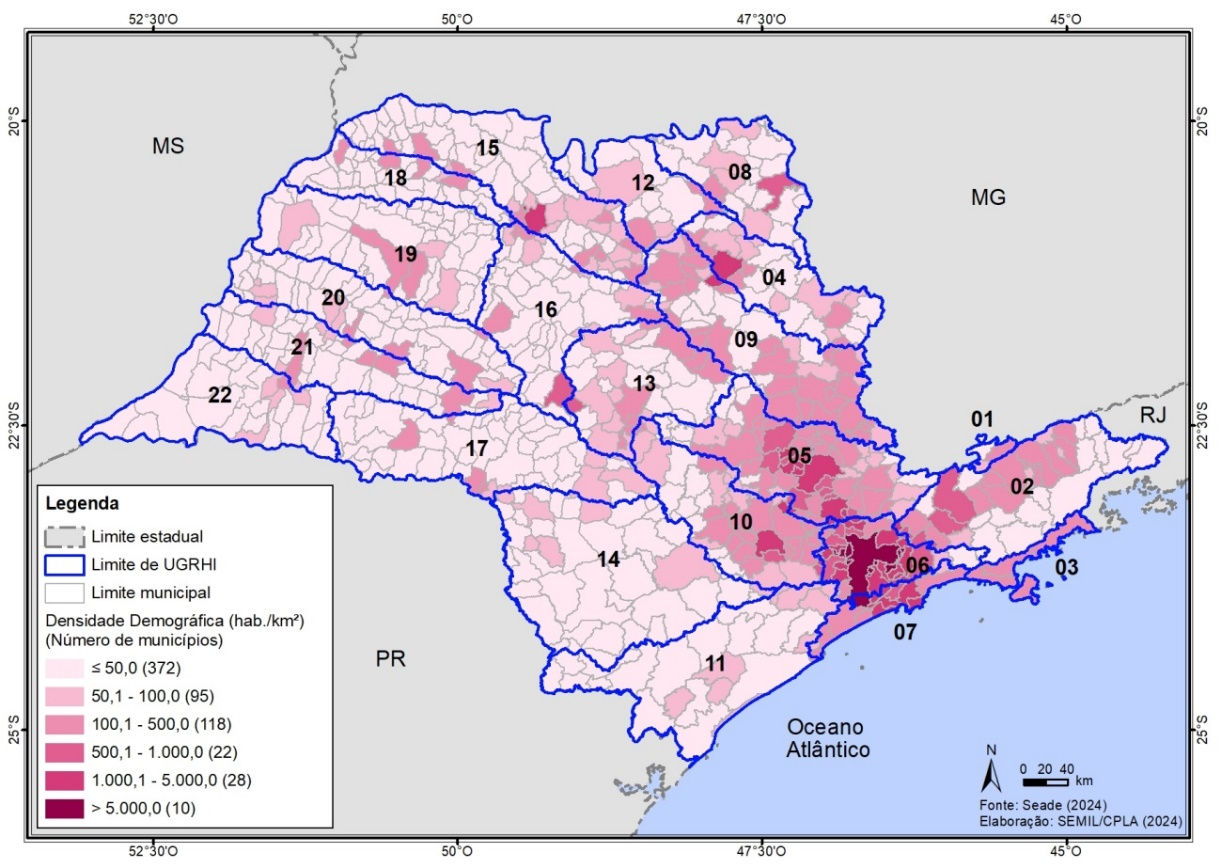 52°30'O 50°O 47°30'O 45°O
20°S 20°S
MS
MG
15
18
12
08
19
04
20
16
21
09
22
13
22°30'S 22°30'S
01
RJ
17
05
02
10
14
06
03
07
PR
11
25°S 25°S
Oceano
Atlântico
Legenda
Limite estadual
Limite de UGRHI
Limite municipal
Densidade Demográfica (hab./km²)
(Número de municípios)
≤ 50,0 (372)
50,1 - 100,0 (95)
100,1 - 500,0 (118)
500,1 - 1.000,0 (22)
1.000,1 - 5.000,0 (28)
> 5.000,0 (10)
N
0 20 40
km
Fonte: Seade (2024)
Elaboração: SEMIL/CPLA (2024)
52°30'O 50°O 47°30'O 45°O